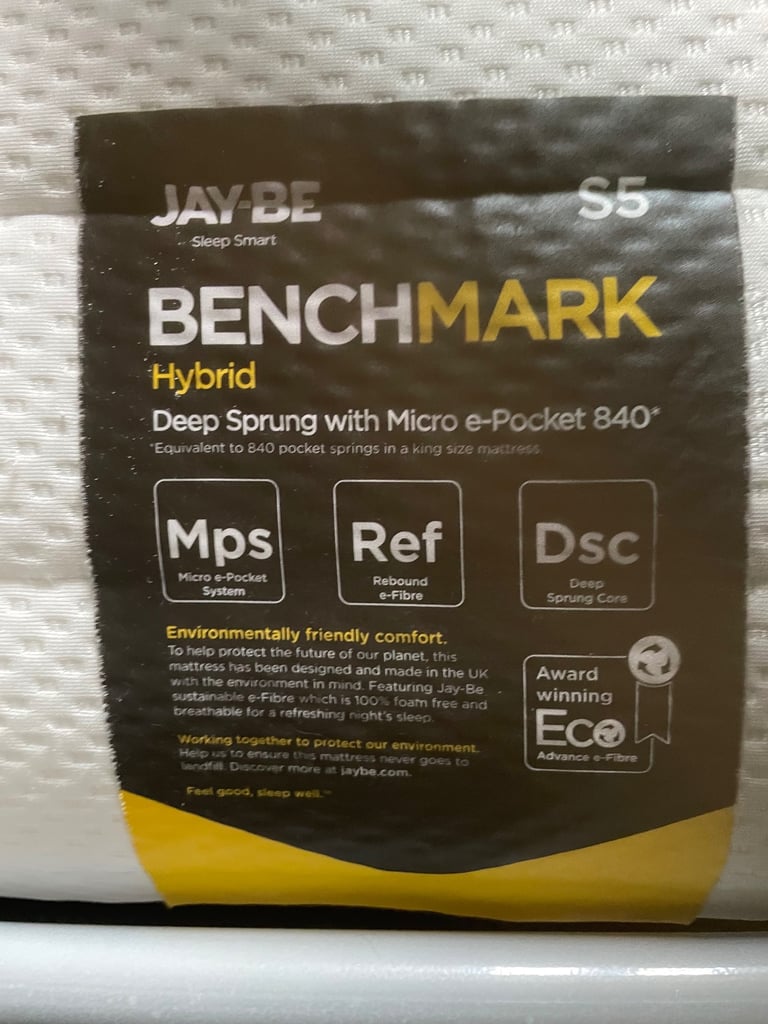 JAY-BE
S5
Sleep Smart
BENCHMARK
Hybrid
Deep Sprung with Micro e-Pocket 840*
*Equivalent to 840 pocket springs in a king size mattress.
Mps
Micro e-Pocket
System
Ref
Rebound
e-Fibre
Dsc
Deep
Sprung Core
Environmentally friendly comfort.
To help protect the future of our planet, this
mattress has been designed and made in the UK
with the environment in mind. Featuring Jay-Be
sustainable e-Fibre which is 100% foam free and
breathable for a refreshing night's sleep.
Working together to protect our environment.
Help us to ensure this mattress never goes to
landfill. Discover more at jaybe.com.
Feel good, sleep well.™
Award
winning
Eco
Advance e-Fibre